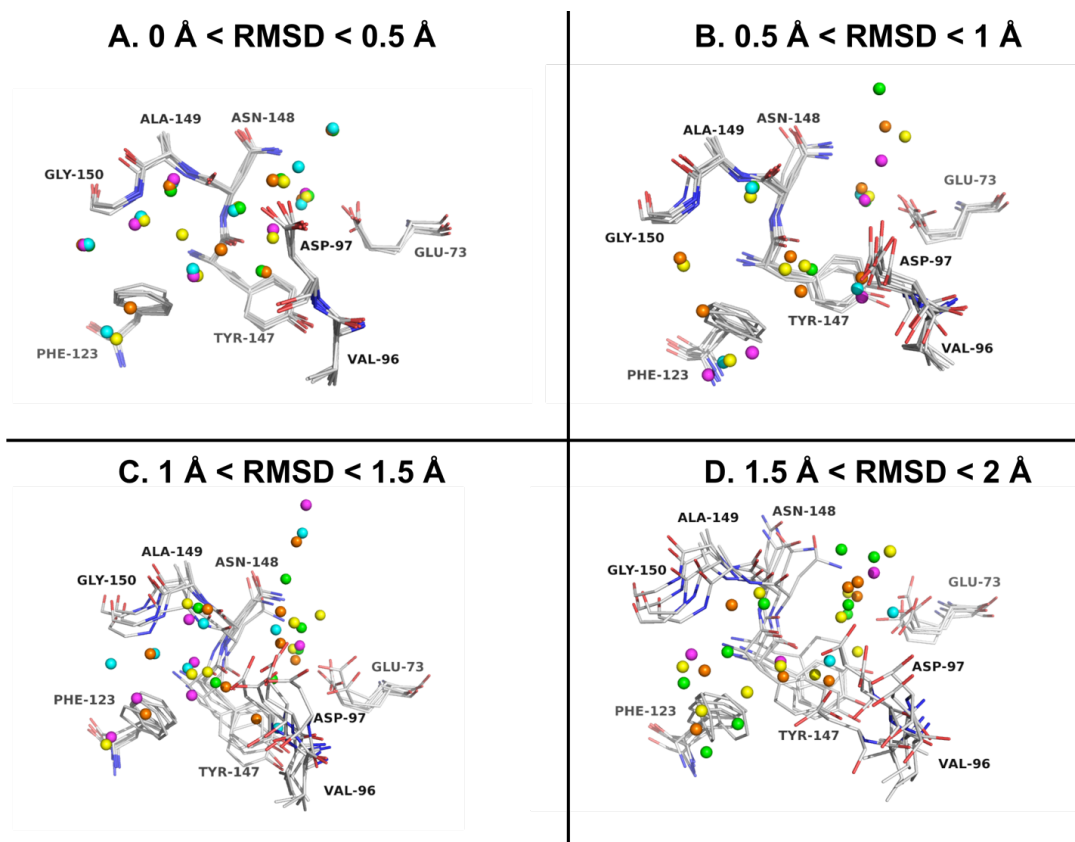 A. 0 Å < RMSD < 0.5 Å
ALA-149
ASN-148
GLY-150
ASP-97
GLU-73
TYR-147
PHE-123
VAL-96
B. 0.5 Å < RMSD < 1 Å
ASN-148
ALA-149
GLU-73
GLY-150
ASP-97
TYR-147
VAL-96
PHE-123
C. 1 Å < RMSD < 1.5 Å
ALA-149
ASN-148
GLY-150
GLU-73
PHE-123
ASP-97
TYR-147
VAL-96
D. 1.5 Å < RMSD < 2 Å
ASN-148
ALA-149
GLY-150
GLU-73
ASP-97
PHE-123
TYR-147
VAL-96